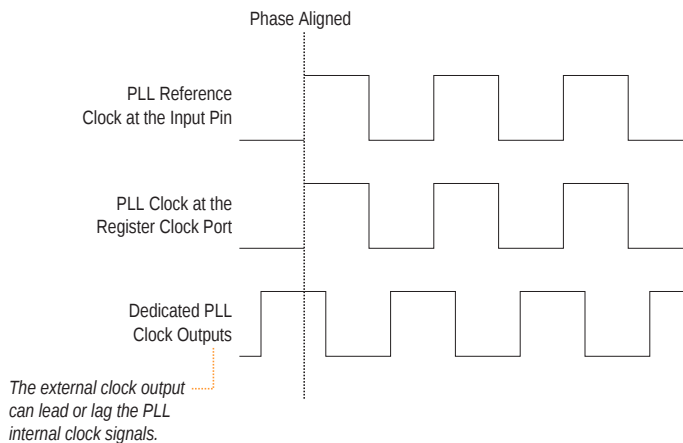 Phase Aligned
PLL Reference
Clock at the Input Pin
PLL Clock at the
Register Clock Port
Dedicated PLL
Clock Outputs
The external clock output
can lead or lag the PLL
internal clock signals.